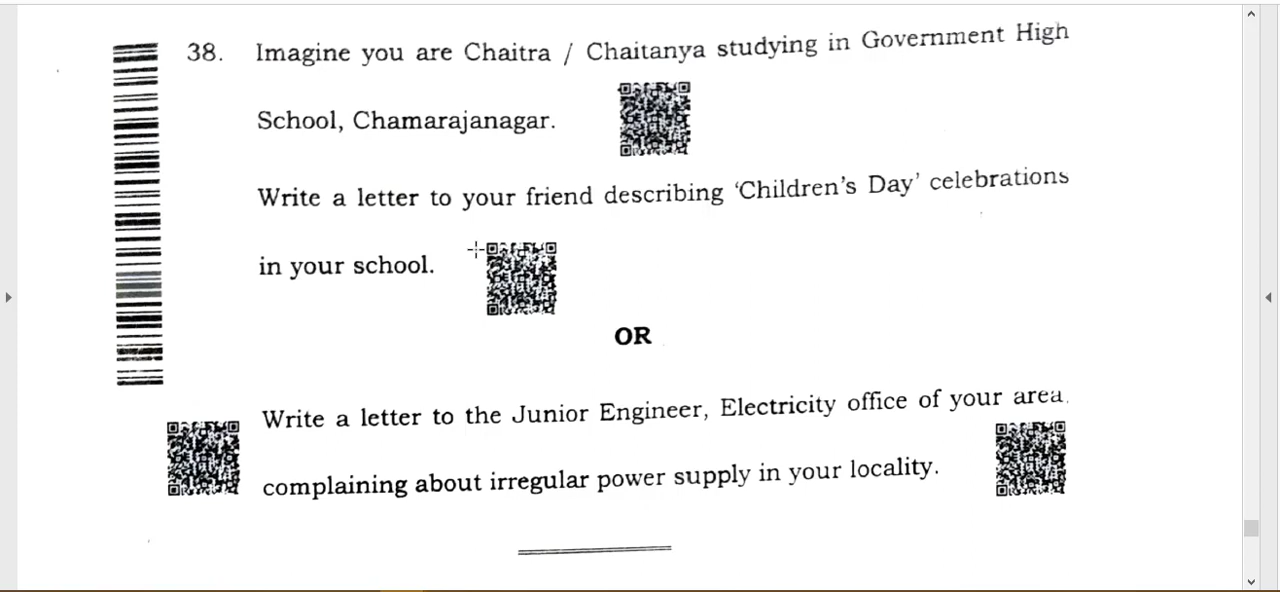 38. Imagine you are Chaitra / Chaitanya studying in Government High
School, Chamarajanagar.
Write a letter to your friend describing ‘Children’s Day’ celebrations
in your school.
OR
Write a letter to the Junior Engineer, Electricity office of your area
complaining about irregular power supply in your locality.